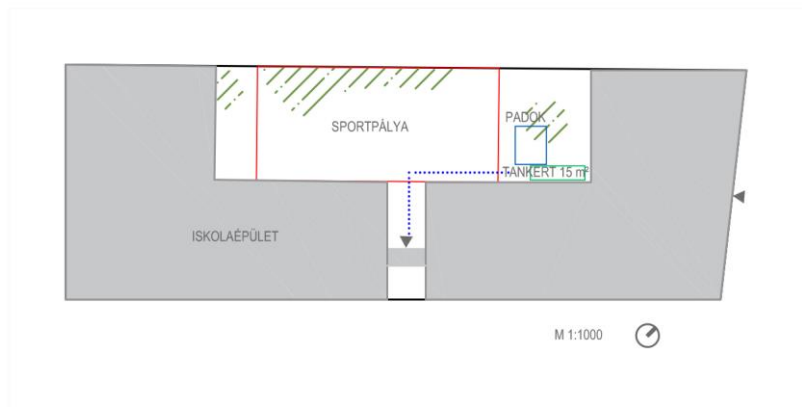 SPORTPÁLYA
PADOK
TANKERT 15 m²
ISKOLAÉPÜLET
M 1:1000